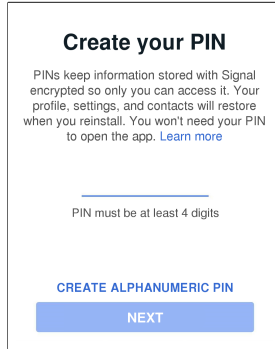 Create your PIN
PINs keep information stored with Signal
encrypted so only you can access it. Your
profile, settings, and contacts will restore
when you reinstall. You won't need your PIN
to open the app. Learn more
PIN must be at least 4 digits
CREATE ALPHANUMERIC PIN
NEXT